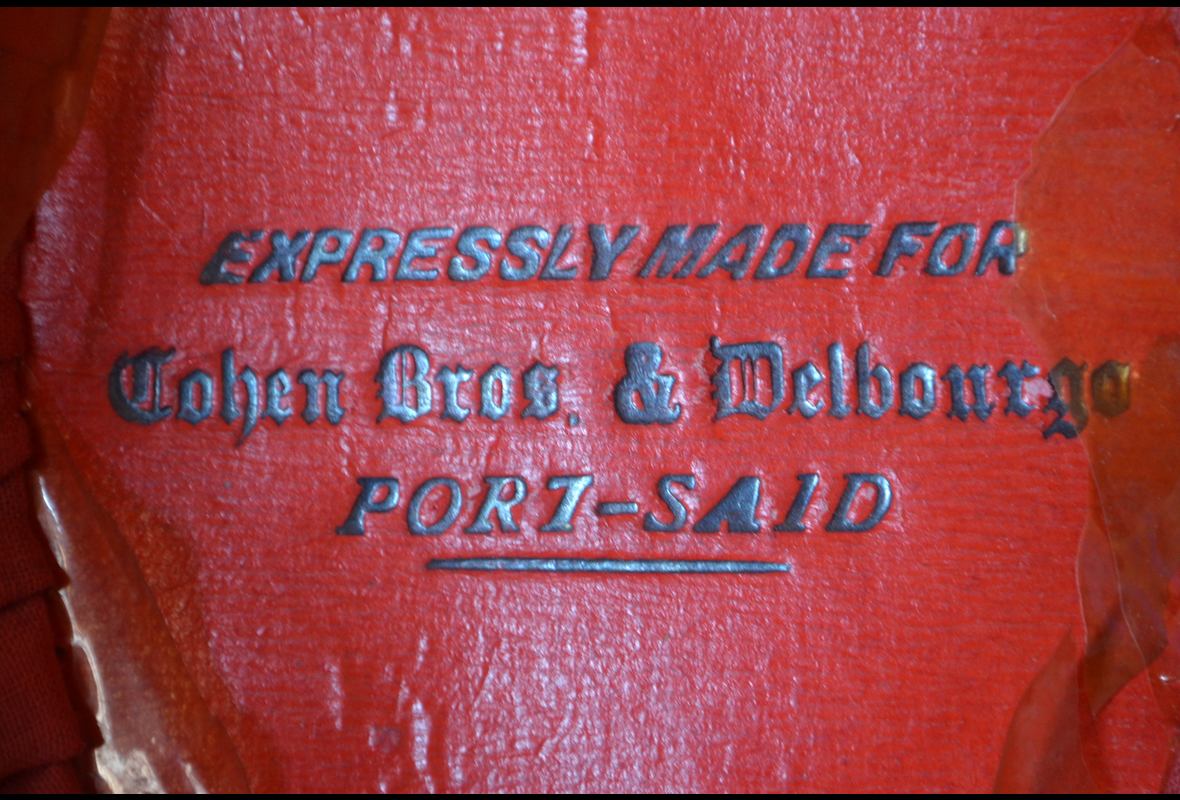 EXPRESSLY MADE FOR
Cohen Bros. & Delbourgo
PORT-SAID